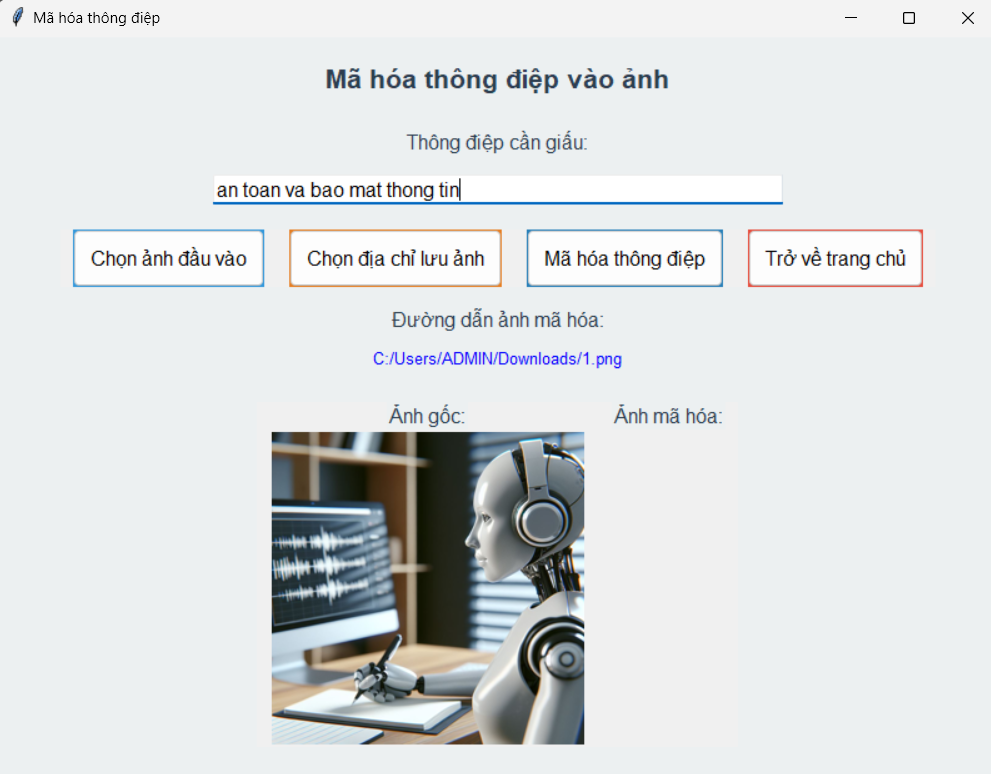 Mã hóa thông điệp
Mã hóa thông điệp vào ảnh
Thông điệp cần giấu:
an toan va bao mat thong tin
Chọn ảnh đầu vào
Chọn địa chỉ lưu ảnh
Mã hóa thông điệp
Trở về trang chủ
Đường dẫn ảnh mã hóa:
C:/Users/ADMIN/Downloads/1.png
Ảnh gốc:
Ảnh mã hóa: